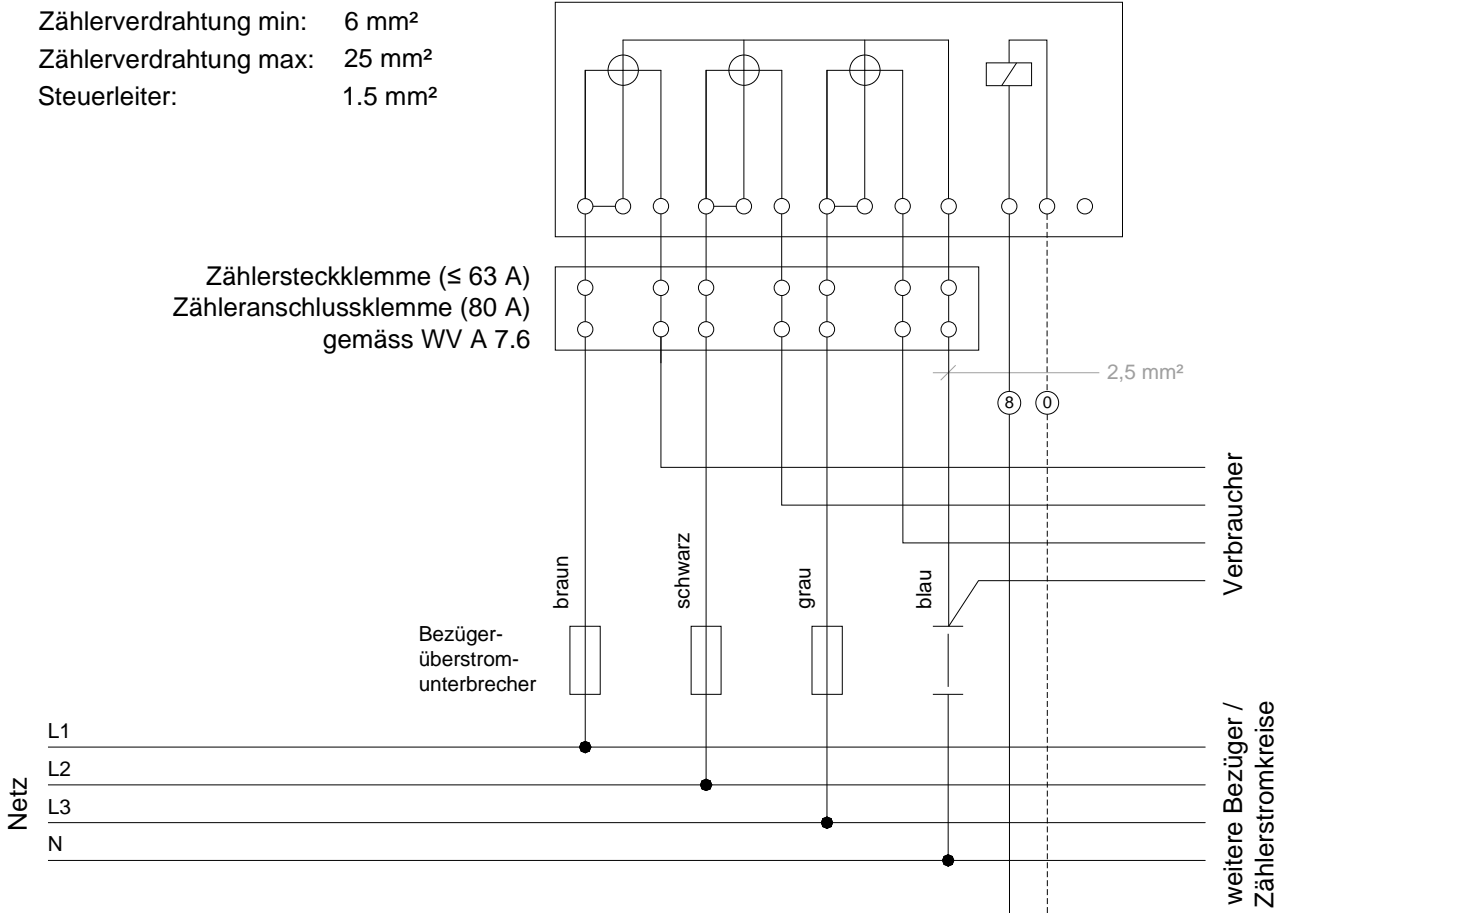 Zählerverdrahtung min: 6 mm²
Zählerverdrahtung max: 25 mm²
Steuerleiter: 1.5 mm²
Zählersteckklemme (≤ 63 A)
Zähleranschlussklemme (80 A)
gemäss WV A 7.6
2,5 mm²
8 0
Verbraucher
braun
schwarz
grau
blau
Bezüger-
überstrom-
unterbrecher
Netz
L1
L2
L3
N
weitere Bezüger /
Zählerstromkreise